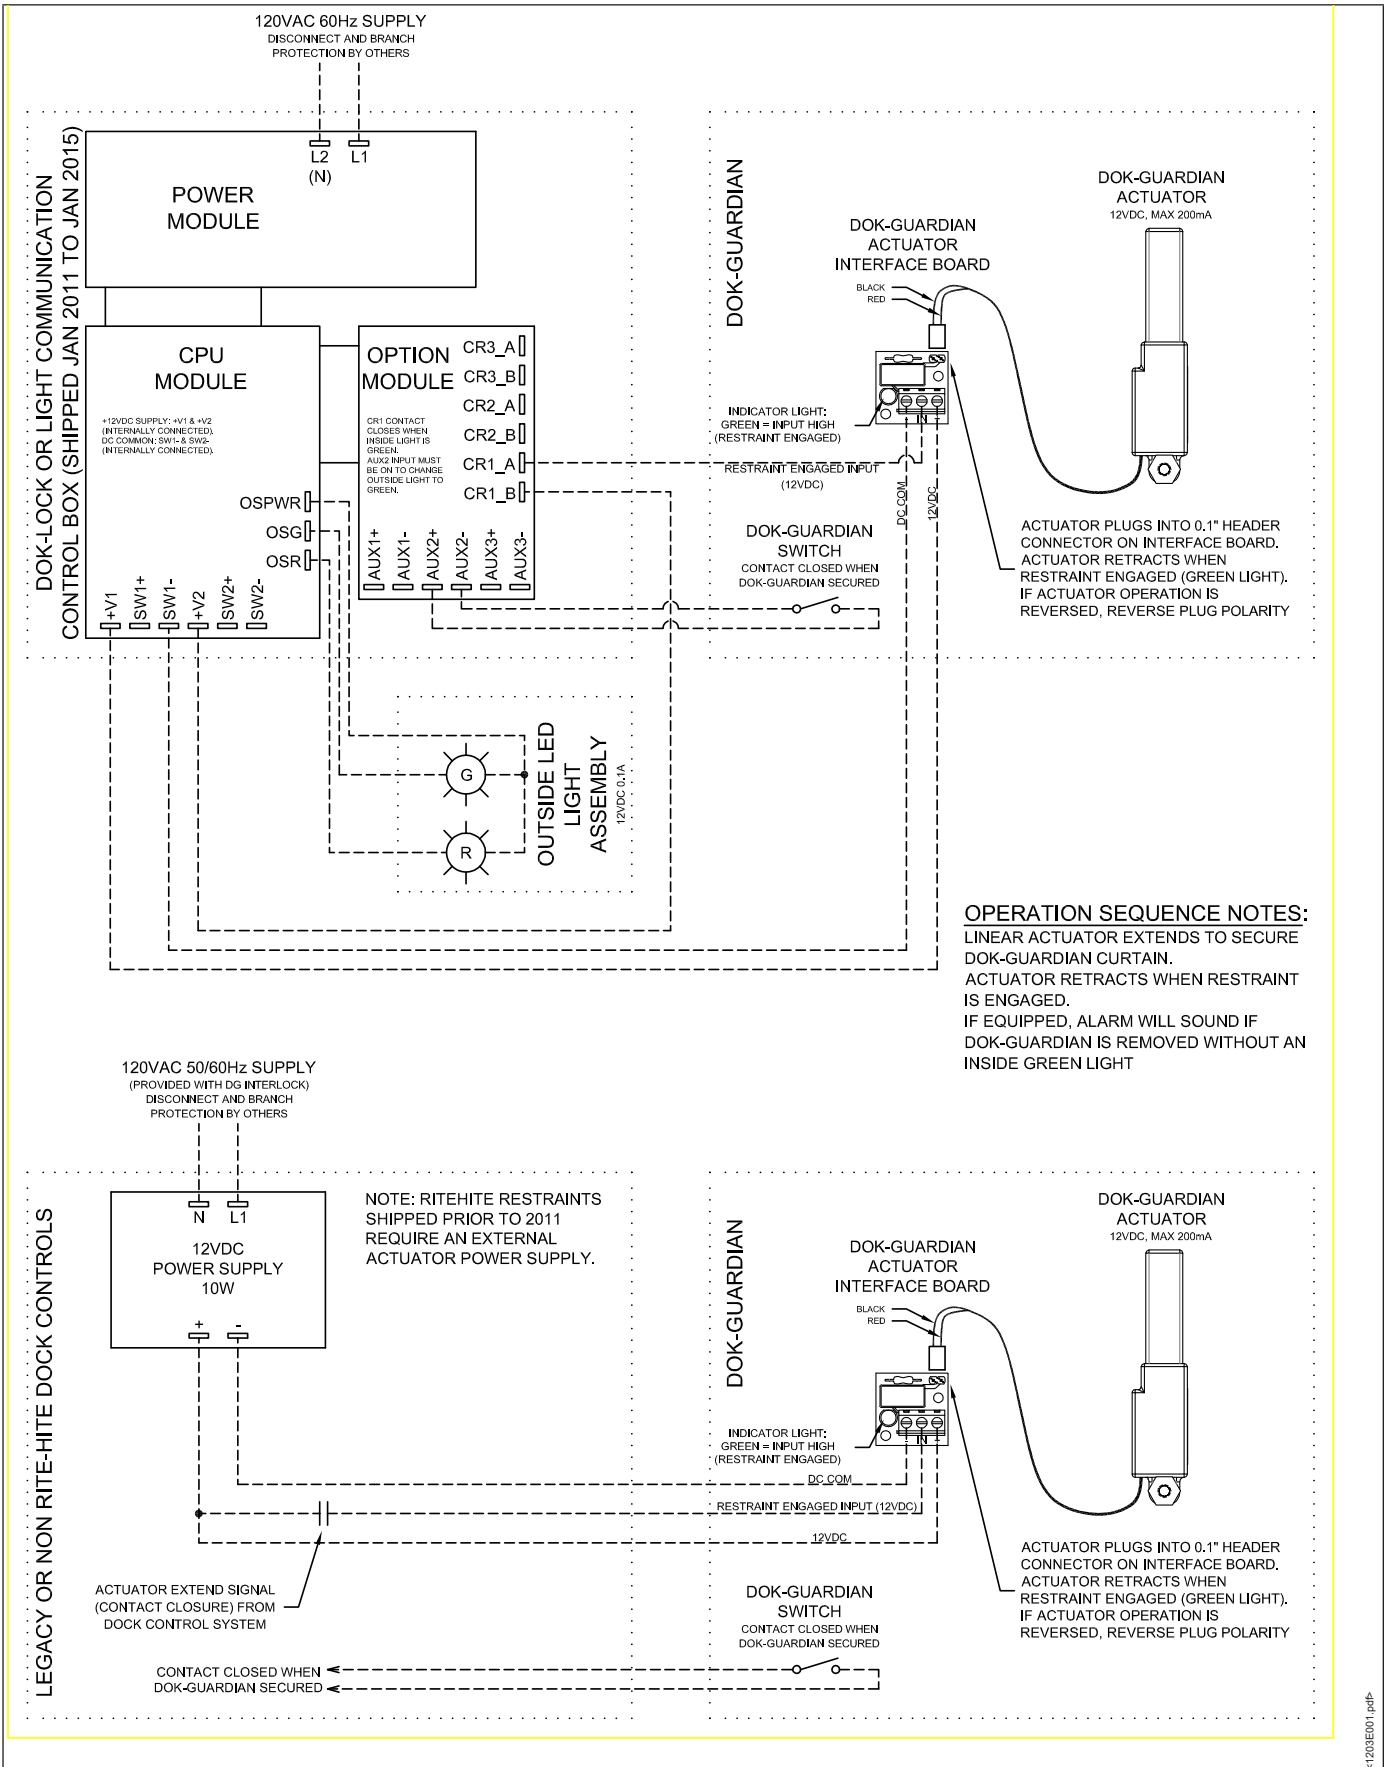 120VAC 60Hz SUPPLY
DISCONNECT AND BRANCH
PROTECTION BY OTHERS
DOK-LOCK OR LIGHT COMMUNICATION
CONTROL BOX (SHIPPED JAN 2011 TO JAN 2015)
L2
(N)
L1
POWER
MODULE
CPU
MODULE
+12VDC SUPPLY: +V1 & +V2
(INTERNALLY CONNECTED).
DC COMMON: SW1- & SW2-
(INTERNALLY CONNECTED).
OSPWR
OSG
OSR
+V1
SW1+
SW1-
+V2
SW2+
SW2-
OPTION
MODULE
CR1 CONTACT
CLOSES WHEN
INSIDE LIGHT IS
GREEN.
AUX2 INPUT MUST
BE ON TO CHANGE
OUTSIDE LIGHT TO
GREEN.
CR3_A
CR3_B
CR2_A
CR2_B
CR1_A
CR1_B
AUX1+
AUX1-
AUX2+
AUX2-
AUX3+
AUX3-
G
R
OUTSIDE LED
LIGHT
ASSEMBLY
12VDC 0.1A
DOK-GUARDIAN
DOK-GUARDIAN
ACTUATOR
INTERFACE BOARD
BLACK
RED
DOK-GUARDIAN
ACTUATOR
12VDC, MAX 200mA
INDICATOR LIGHT:
GREEN = INPUT HIGH
(RESTRAINT ENGAGED)
- IN +
RESTRAINT ENGAGED INPUT
(12VDC)
DC COM
12VDC
DOK-GUARDIAN
SWITCH
CONTACT CLOSED WHEN
DOK-GUARDIAN SECURED
ACTUATOR PLUGS INTO 0.1" HEADER
CONNECTOR ON INTERFACE BOARD.
ACTUATOR RETRACTS WHEN
RESTRAINT ENGAGED (GREEN LIGHT).
IF ACTUATOR OPERATION IS
REVERSED, REVERSE PLUG POLARITY
OPERATION SEQUENCE NOTES:
LINEAR ACTUATOR EXTENDS TO SECURE
DOK-GUARDIAN CURTAIN.
ACTUATOR RETRACTS WHEN RESTRAINT
IS ENGAGED.
IF EQUIPPED, ALARM WILL SOUND IF
DOK-GUARDIAN IS REMOVED WITHOUT AN
INSIDE GREEN LIGHT
120VAC 50/60Hz SUPPLY
(PROVIDED WITH DG INTERLOCK)
DISCONNECT AND BRANCH
PROTECTION BY OTHERS
LEGACY OR NON RITE-HITE DOCK CONTROLS
N
L1
12VDC
POWER SUPPLY
10W
+
-
NOTE: RITEHITE RESTRAINTS
SHIPPED PRIOR TO 2011
REQUIRE AN EXTERNAL
ACTUATOR POWER SUPPLY.
ACTUATOR EXTEND SIGNAL
(CONTACT CLOSURE) FROM
DOCK CONTROL SYSTEM
CONTACT CLOSED WHEN
DOK-GUARDIAN SECURED
DOK-GUARDIAN
DOK-GUARDIAN
ACTUATOR
INTERFACE BOARD
BLACK
RED
DOK-GUARDIAN
ACTUATOR
12VDC, MAX 200mA
INDICATOR LIGHT:
GREEN = INPUT HIGH
(RESTRAINT ENGAGED)
- IN +
DC COM
RESTRAINT ENGAGED INPUT (12VDC)
12VDC
DOK-GUARDIAN
SWITCH
CONTACT CLOSED WHEN
DOK-GUARDIAN SECURED
ACTUATOR PLUGS INTO 0.1" HEADER
CONNECTOR ON INTERFACE BOARD.
ACTUATOR RETRACTS WHEN
RESTRAINT ENGAGED (GREEN LIGHT).
IF ACTUATOR OPERATION IS
REVERSED, REVERSE PLUG POLARITY